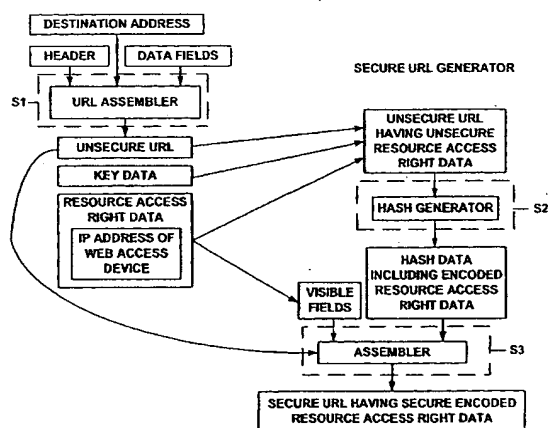 DESTINATION ADDRESS
HEADER
DATA FIELDS
S1
URL ASSEMBLER
UNSECURE URL
KEY DATA
RESOURCE ACCESS
RIGHT DATA
IP ADDRESS OF
WEB ACCESS
DEVICE
SECURE URL GENERATOR
UNSECURE URL
HAVING UNSECURE
RESOURCE ACCESS
RIGHT DATA
HASH GENERATOR
S2
HASH DATA
INCLUDING ENCODED
RESOURCE ACCESS
RIGHT DATA
VISIBLE
FIELDS
ASSEMBLER
S3
SECURE URL HAVING SECURE ENCODED
RESOURCE ACCESS RIGHT DATA